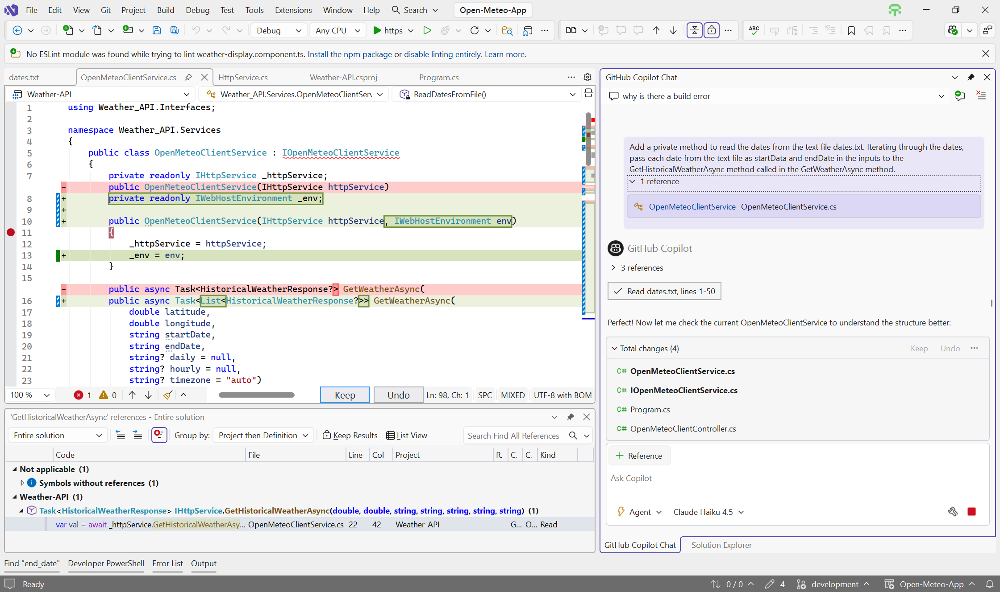 File Edit View Git Project Build Debug Test Tools Extensions Window Help Search Open-Meteo-App
Debug Any CPU https ABC
No ESLint module was found while trying to lint weather-display.component.ts. Install the npm package or disable linting entirely. Learn more.
dates.txt OpenMeteoClientService.cs HttpService.cs Weather-API.csproj Program.cs
Weather-API Weather_API.Services.OpenMeteoClientSer ReadDatesFromFile()
1 using Weather_API.Interfaces;
2
3 namespace Weather_API.Services
4 {
5 public class OpenMeteoClientService : IOpenMeteoClientService
6 {
7 private readonly IHttpService _httpService;
- public OpenMeteoClientService(IHttpService httpService)
8 + private readonly IWebHostEnvironment _env;
9 +
10 + public OpenMeteoClientService(IHttpService httpService, IWebHostEnvironment env)
11 {
12 _httpService = httpService;
13 + _env = env;
14 }
15
- public async Task<HistoricalWeatherResponse?> GetWeatherAsync(
16 + public async Task<List<HistoricalWeatherResponse?>> GetWeatherAsync(
17 double latitude,
18 double longitude,
19 string startDate,
20 string endDate,
21 string? daily = null,
22 string? hourly = null,
23 string? timezone = "auto")
100 % 1 0 Keep Undo Ln: 98, Ch: 1 SPC MIXED UTF-8 with BOM
'GetHistoricalWeatherAsync' references - Entire solution
Entire solution Group by: Project then Definition Keep Results List View Search Find All References
Code File Line Col Project R. C. C. Kind
Not applicable (1)
Symbols without references (1)
Weather-API (1)
Task<HistoricalWeatherResponse> IHttpService.GetHistoricalWeatherAsync(double, double, string, string, string, string, string) (1)
var val = await _httpService.GetHistoricalWeatherAsy... OpenMeteoClientService.cs 22 42 Weather-API G... O... Read
GitHub Copilot Chat
why is there a build error
Add a private method to read the dates from the text file dates.txt. Iterating through the dates,
pass each date from the text file as startData and endDate in the inputs to the
GetHistoricalWeatherAsync method called in the GetWeatherAsync method.
1 reference
OpenMeteoClientService OpenMeteoClientService.cs
GitHub Copilot
3 references
Read dates.txt, lines 1-50
Perfect! Now let me check the current OpenMeteoClientService to understand the structure better:
Total changes (4) Keep Undo
C# OpenMeteoClientService.cs
C# IOpenMeteoClientService.cs
C# Program.cs
C# OpenMeteoClientController.cs
+ Reference
Ask Copilot
Agent Claude Haiku 4.5
GitHub Copilot Chat Solution Explorer
Find "end_date" Developer PowerShell Error List Output
Ready 0 / 0 4 development Open-Meteo-App